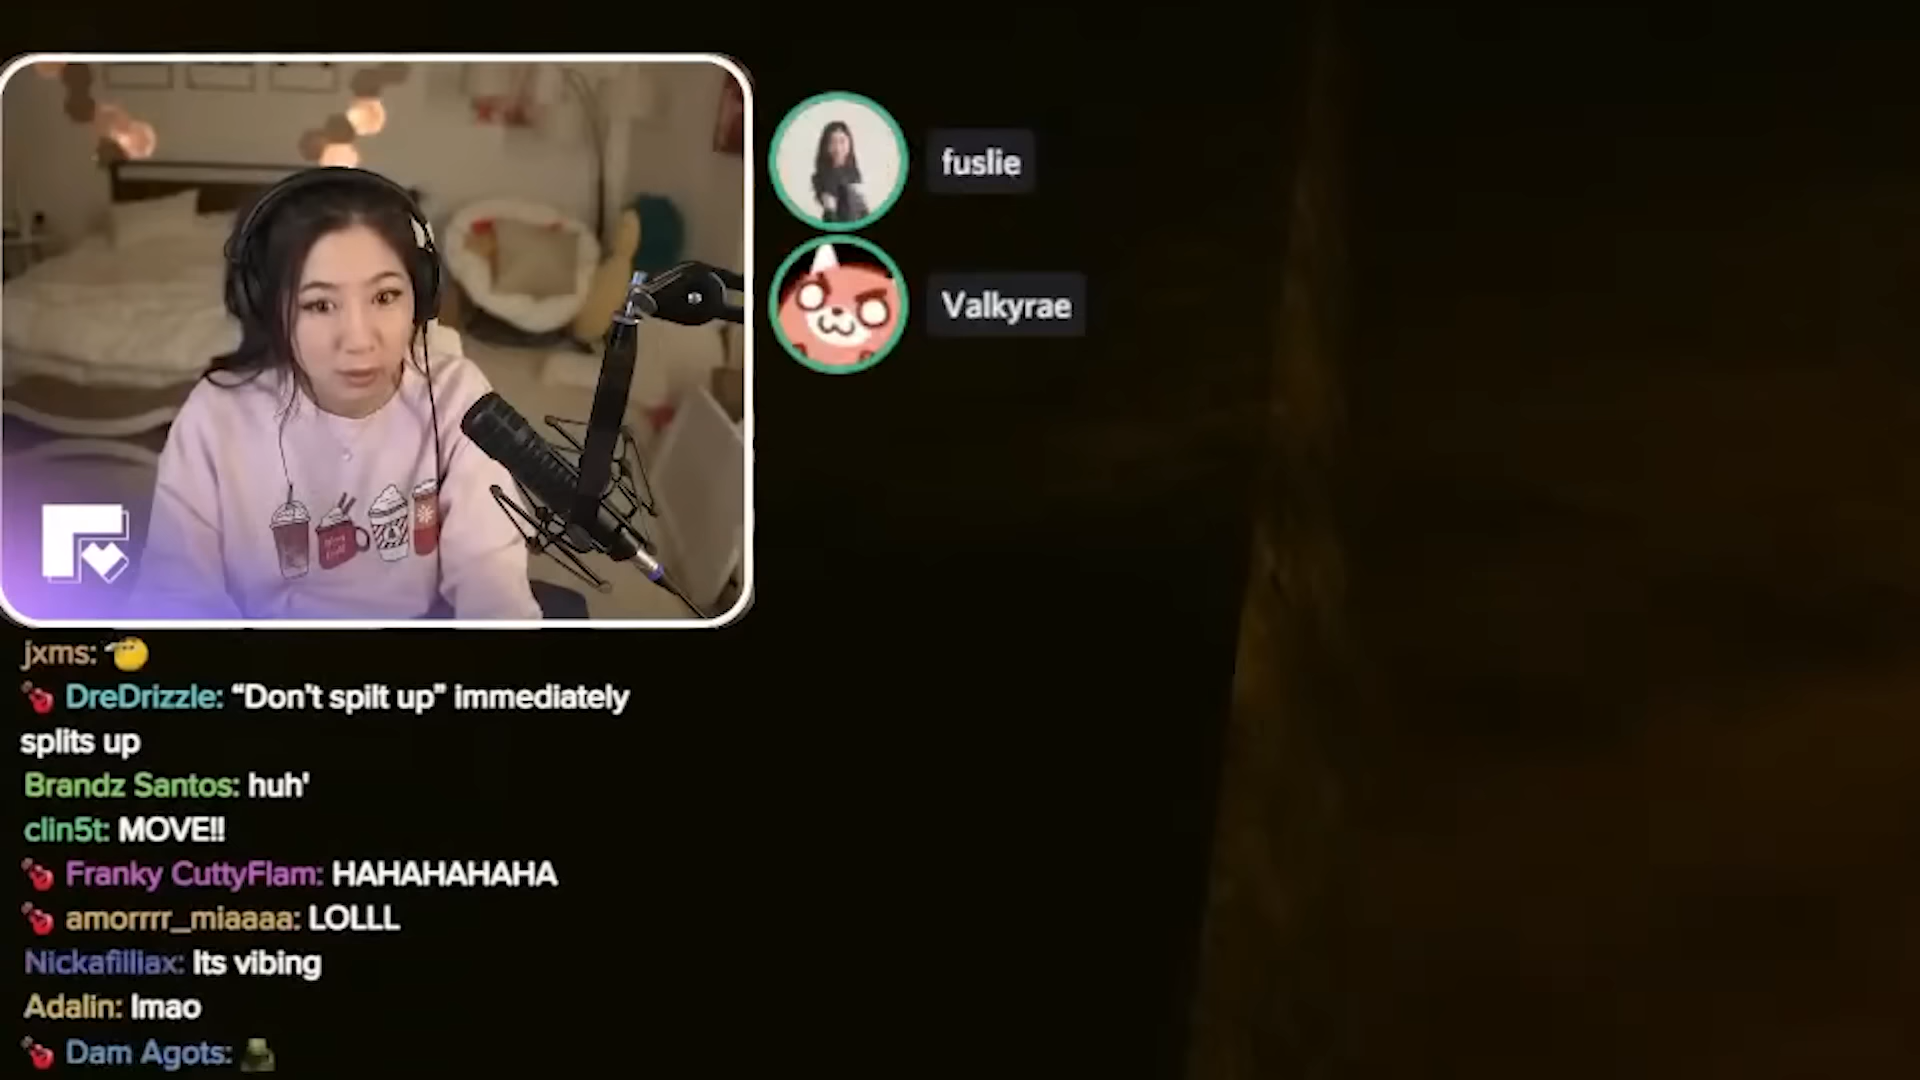 fuslie
Valkyrae
jxms:
DreDrizzle: “Don’t spilt up” immediately
splits up
Brandz Santos: huh'
clin5t: MOVE!!
Franky CuttyFlam: HAHAHAHAHA
amorrrr_miaaaa: LOLLL
Nickafilliax: Its vibing
Adalin: lmao
Dam Agots: